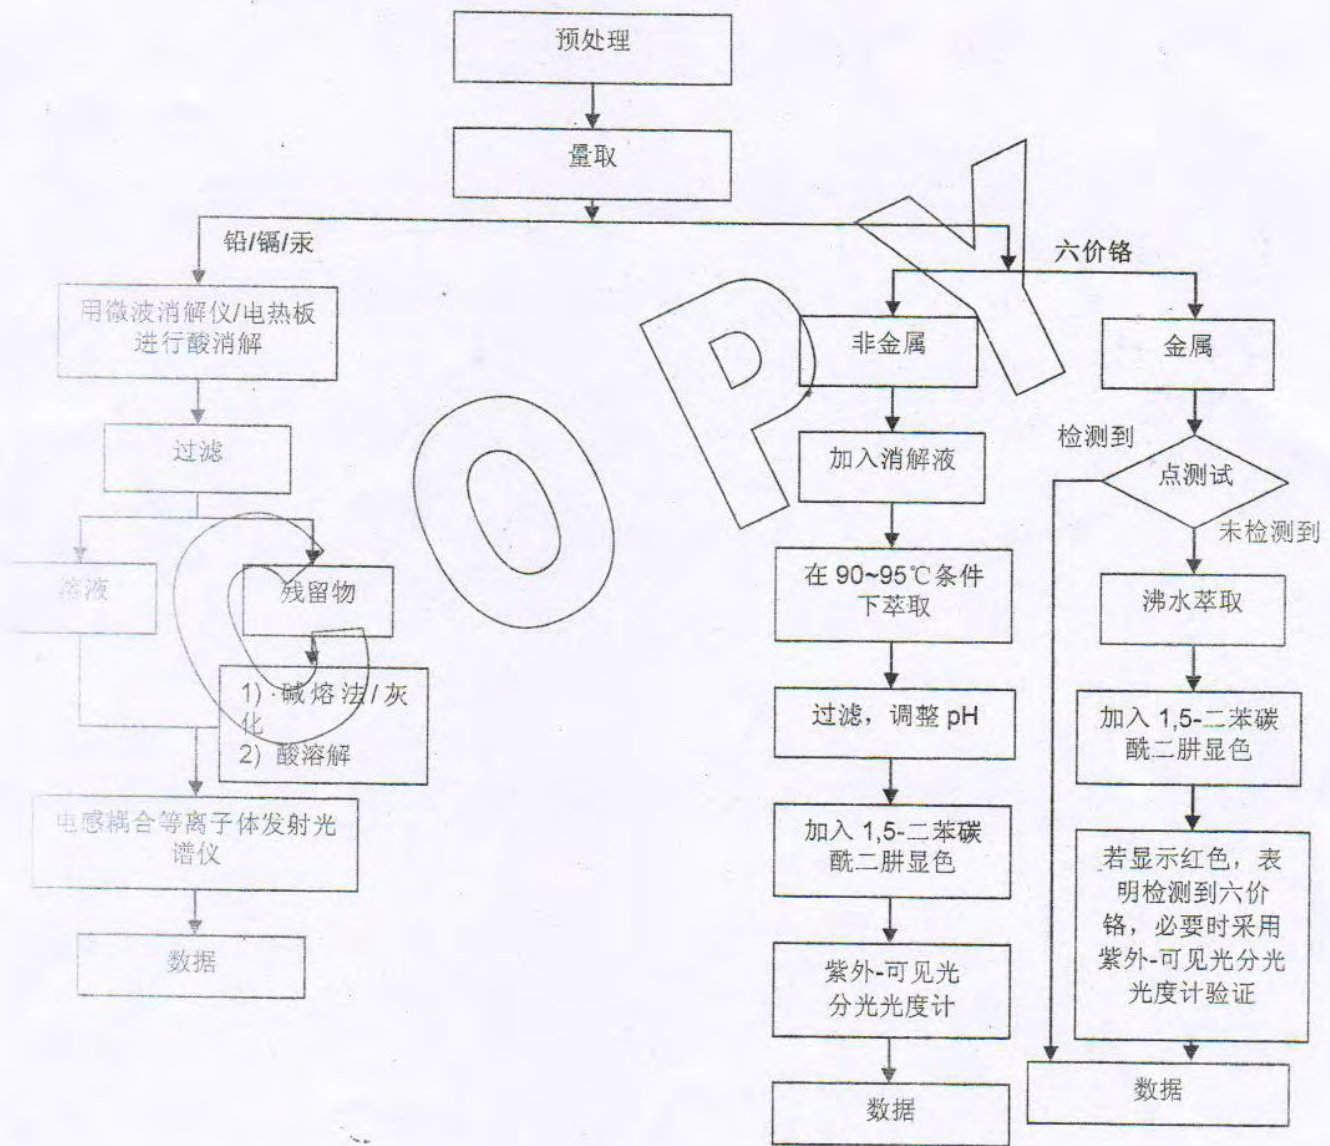 预处理
量取
铅/镉/汞
六价铬
用微波消解仪/电热板
进行酸消解
过滤
溶液
残留物
1) 碱熔法/灰
化
2) 酸溶解
电感耦合等离子体发射光
谱仪
数据
非金属
加入消解液
在 90~95℃条件
下萃取
过滤，调整 pH
加入 1,5-二苯碳
酰二肼显色
紫外-可见光
分光光度计
数据
金属
检测到
点测试
未检测到
沸水萃取
加入 1,5-二苯碳
酰二肼显色
若显示红色，表
明检测到六价
铬，必要时采用
紫外-可见光分光
光度计验证
数据
COPY